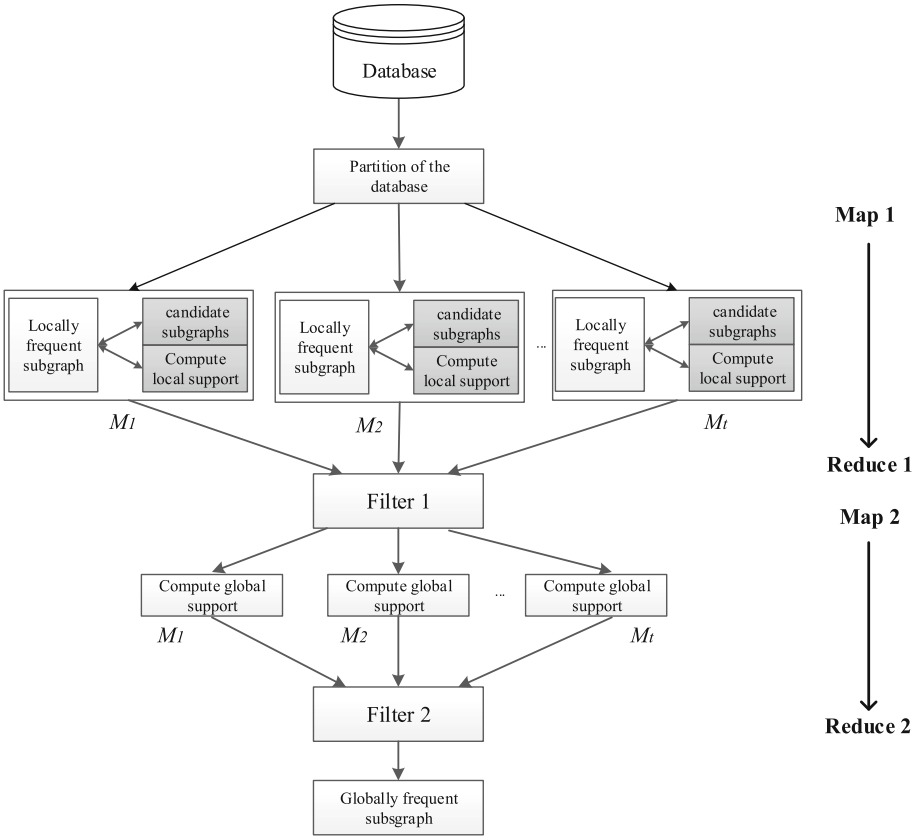 Database
Partition of the
database
Map 1
Locally
frequent
subgraph
candidate
subgraphs
Compute
local support
M1
Locally
frequent
subgraph
candidate
subgraphs
Compute
local support
M2
...
Locally
frequent
subgraph
candidate
subgraphs
Compute
local support
Mt
Reduce 1
Filter 1
Map 2
Compute global
support
M1
Compute global
support
M2
...
Compute global
support
Mt
Filter 2
Reduce 2
Globally frequent
subsgraph